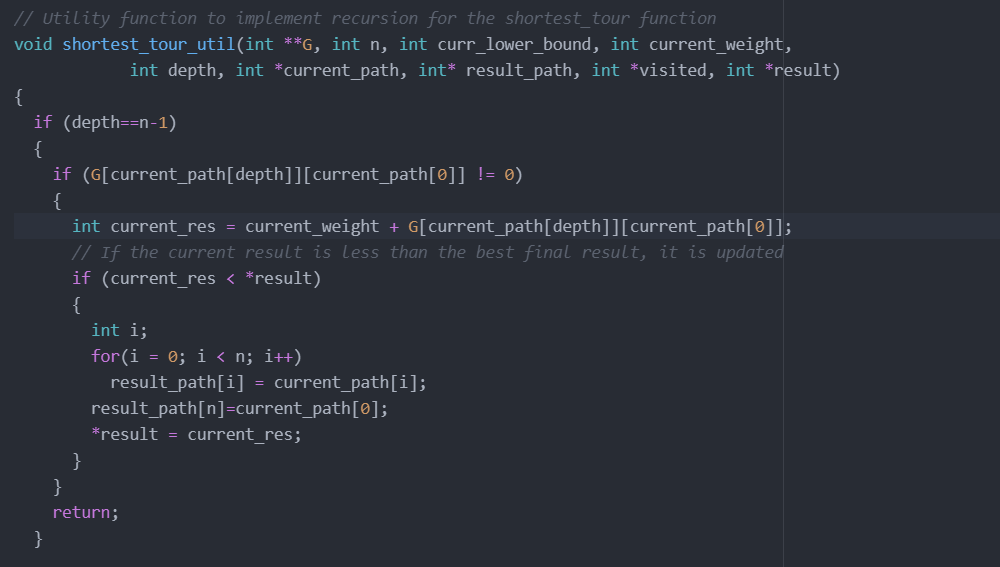 // Utility function to implement recursion for the shortest_tour function
void shortest_tour_util(int **G, int n, int curr_lower_bound, int current_weight,
            int depth, int *current_path, int* result_path, int *visited, int *result)
{
  if (depth==n-1)
  {
    if (G[current_path[depth]][current_path[0]] != 0)
    {
      int current_res = current_weight + G[current_path[depth]][current_path[0]];
      // If the current result is less than the best final result, it is updated
      if (current_res < *result)
      {
        int i;
        for(i = 0; i < n; i++)
          result_path[i] = current_path[i];
        result_path[n]=current_path[0];
        *result = current_res;
      }
    }
    return;
  }